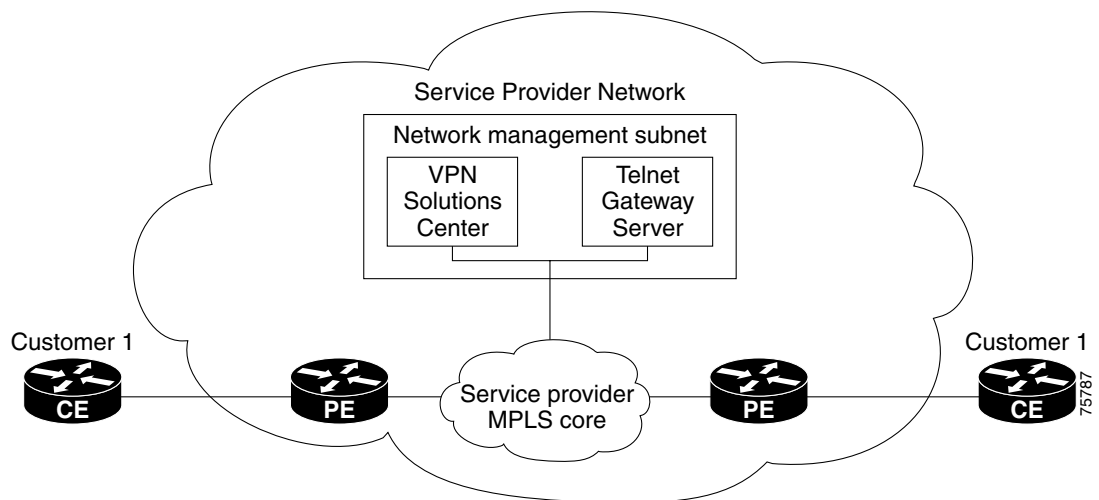 Service Provider Network
Network management subnet
VPN
Solutions
Center
Telnet
Gateway
Server
Customer 1
CE
PE
Service provider
MPLS core
PE
Customer 1
CE
75787